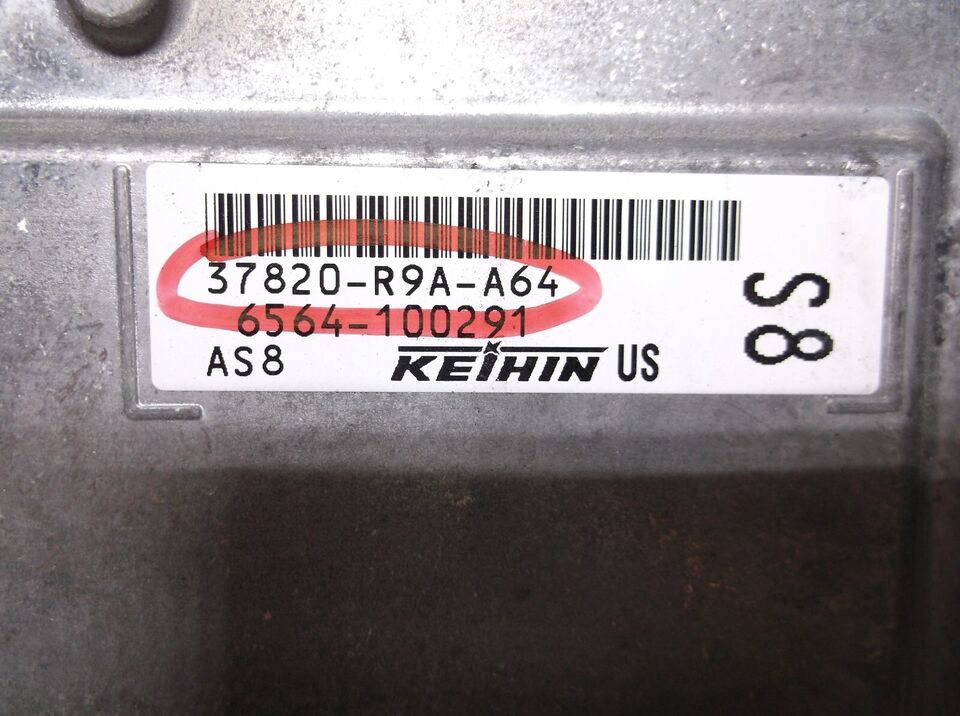 37820-R9A-A64
6564-100291
AS8 KEIHIN US
S8